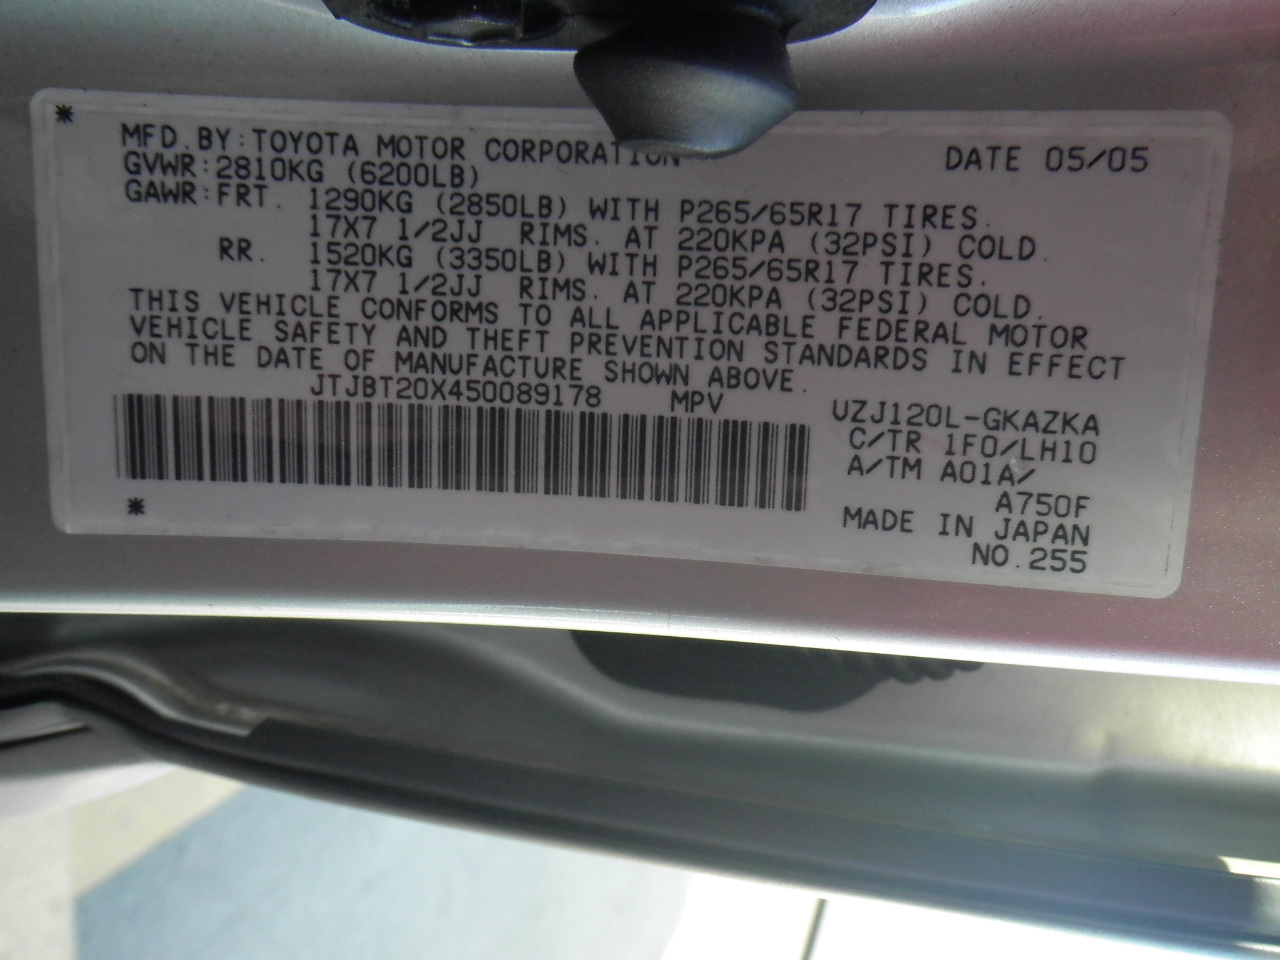 DATE 05/05
MFD.BY:TOYOTA MOTOR CORPORATION
GVWR:2810KG (6200LB)
GAWR:FRT. 1290KG (2850LB) WITH P265/65R17 TIRES.
17X7 1/2JJ RIMS. AT 220KPA (32PSI) COLD.
RR. 1520KG (3350LB) WITH P265/65R17 TIRES.
17X7 1/2JJ RIMS. AT 220KPA (32PSI) COLD.
THIS VEHICLE CONFORMS TO ALL APPLICABLE FEDERAL MOTOR
VEHICLE SAFETY AND THEFT PREVENTION STANDARDS IN EFFECT
ON THE DATE OF MANUFACTURE SHOWN ABOVE.
JTJBT20X450089178 MPV
UZJ120L-GKAZKA
C/TR 1F0/LH10
A/TM A01A/ A750F
MADE IN JAPAN
NO.255